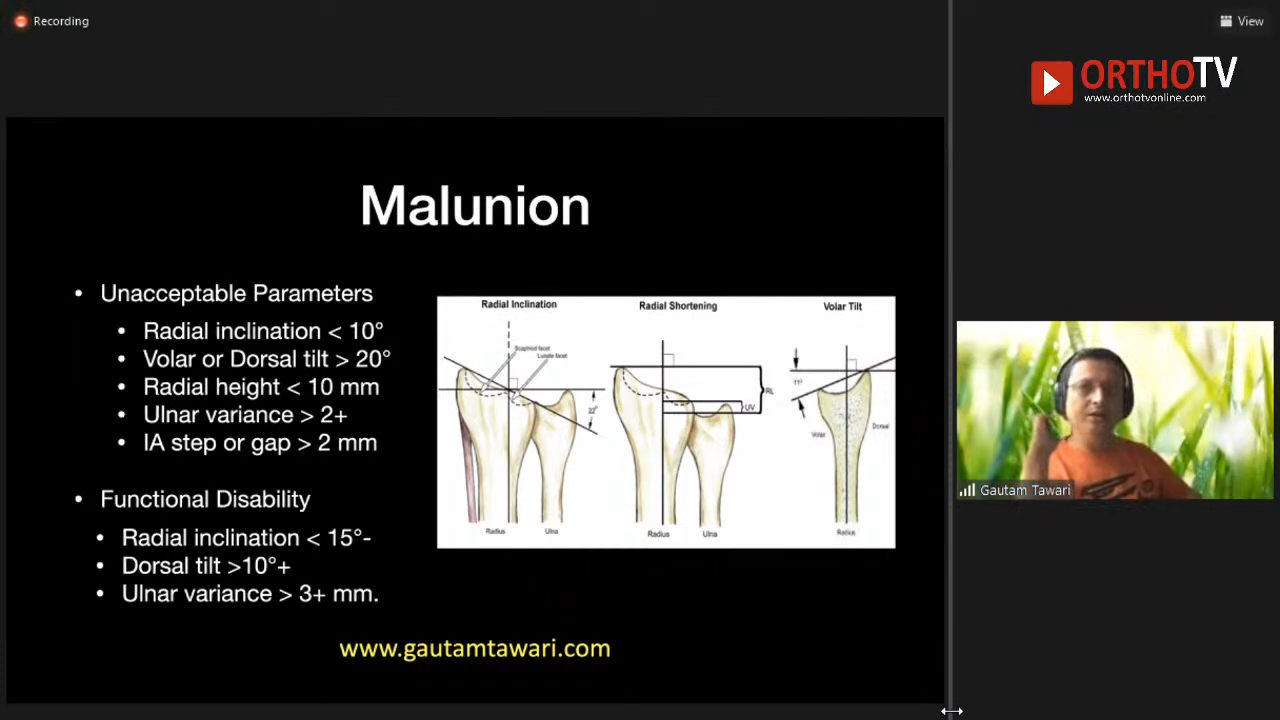 Recording
View
ORTHOTV
www.orthotvonline.com
Malunion
• Unacceptable Parameters
• Radial inclination < 10°
• Volar or Dorsal tilt > 20°
• Radial height < 10 mm
• Ulnar variance > 2+
• IA step or gap > 2 mm
• Functional Disability
• Radial inclination < 15°-
• Dorsal tilt >10°+
• Ulnar variance > 3+ mm.
Radial Inclination
Scaphoid facet
Lunate facet
22°
Radius
Ulna
Radial Shortening
RL
UV
Radius
Ulna
Volar Tilt
11°
Volar
Dorsal
Radius
www.gautamtawari.com
Gautam Tawari